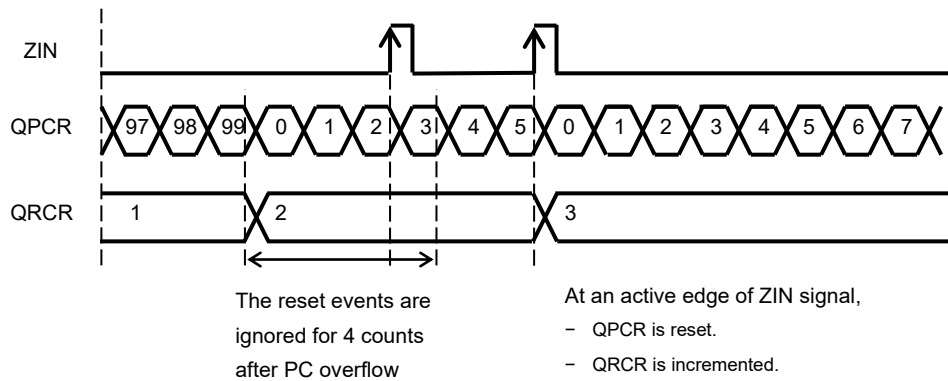 ZIN
QPCR 97 98 99 0 1 2 3 4 5 0 1 2 3 4 5 6 7
QRCR 1 2 3
The reset events are
ignored for 4 counts
after PC overflow
At an active edge of ZIN signal,
− QPCR is reset.
− QRCR is incremented.